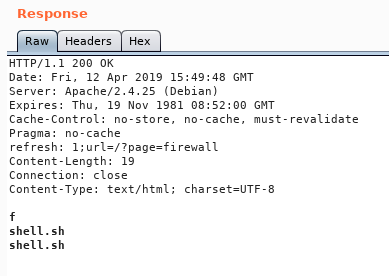 Response
Raw
Headers
Hex
HTTP/1.1 200 OK
Date: Fri, 12 Apr 2019 15:49:48 GMT
Server: Apache/2.4.25 (Debian)
Expires: Thu, 19 Nov 1981 08:52:00 GMT
Cache-Control: no-store, no-cache, must-revalidate
Pragma: no-cache
refresh: 1;url=/?page=firewall
Content-Length: 19
Connection: close
Content-Type: text/html; charset=UTF-8
f
shell.sh
shell.sh